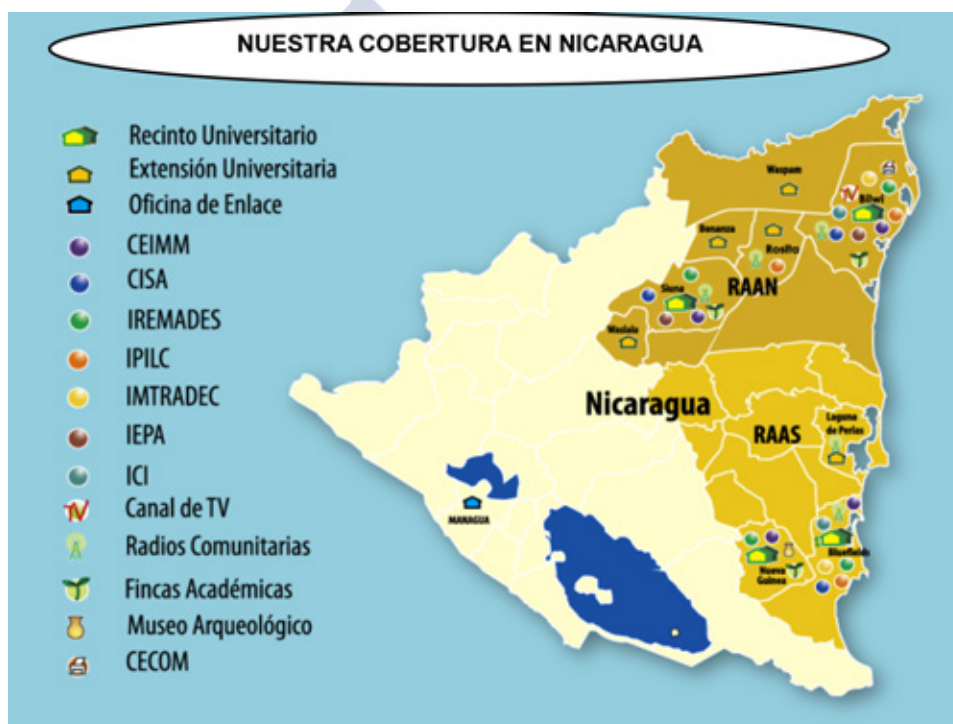 NUESTRA COBERTURA EN NICARAGUA
Recinto Universitario
Extensión Universitaria
Oficina de Enlace
CEIMM
CISA
IREMADES
IPILC
IMTRADEC
IEPA
ICI
TV
Canal de TV
Radios Comunitarias
Fincas Académicas
Museo Arqueológico
CECOM
Waspam
TV
Bilwi
Bonanza
Rosita
Siuna
RAAN
Waslala
Nicaragua
Laguna
de Perlas
RAAS
MANAGUA
Bluefields
Nueva
Guinea